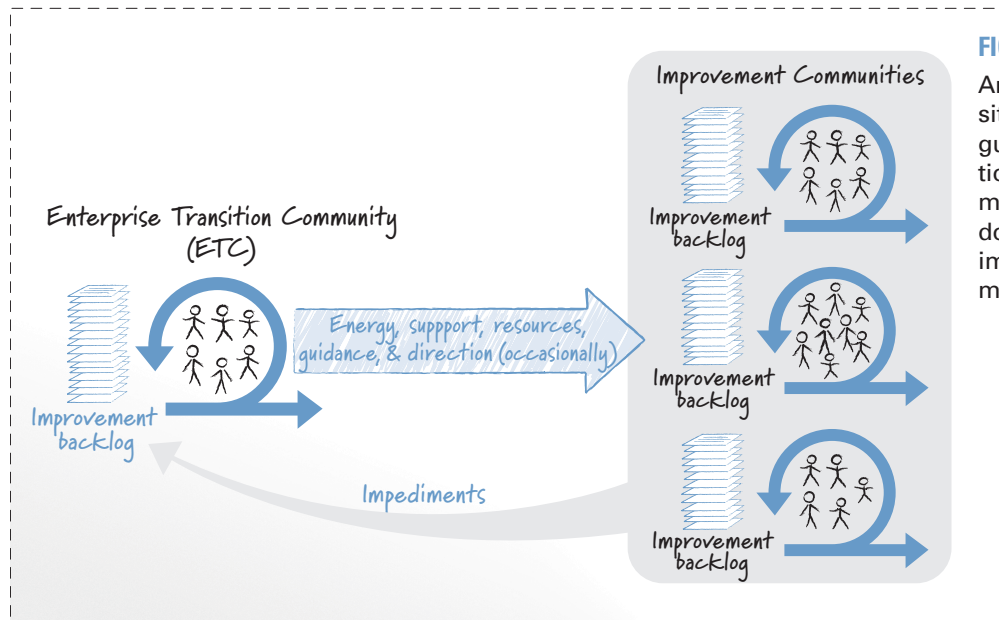 Improvement Communities
Improvement
backlog
Enterprise Transition Community
(ETC)
Energy, suppport, resources,
guidance, & direction (occasionally)
Improvement
backlog
Improvement
backlog
Impediments
Improvement
backlog